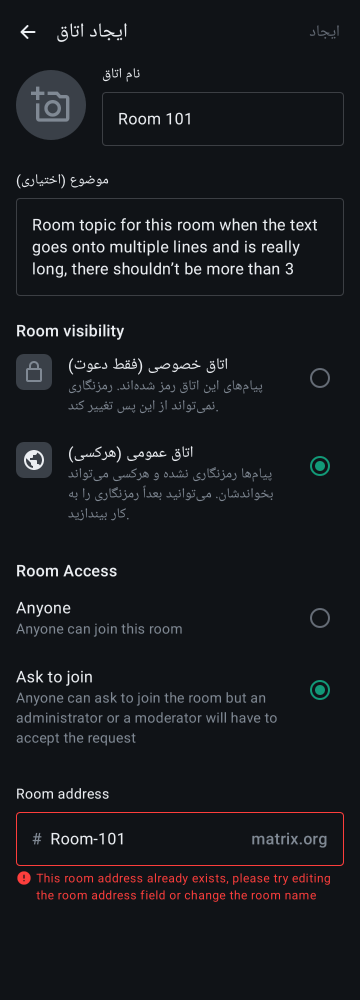 ایجاد اتاق
ایجاد
نام اتاق
Room 101
موضوع (اختیاری)
Room topic for this room when the text
goes onto multiple lines and is really
long, there shouldn’t be more than 3
Room visibility
اتاق خصوصی (فقط دعوت)
پیام‌های این اتاق رمز شده‌اند. رمزنگاری
نمی‌تواند از این پس تغییر کند.
اتاق عمومی (هرکسی)
پیام‌ها رمزنگاری نشده و هرکسی می‌تواند
بخواندشان. می‌توانید بعداً رمزنگاری را به
کار بیندازید.
Room Access
Anyone
Anyone can join this room
Ask to join
Anyone can ask to join the room but an
administrator or a moderator will have to
accept the request
Room address
# Room-101 matrix.org
This room address already exists, please try editing
the room address field or change the room name